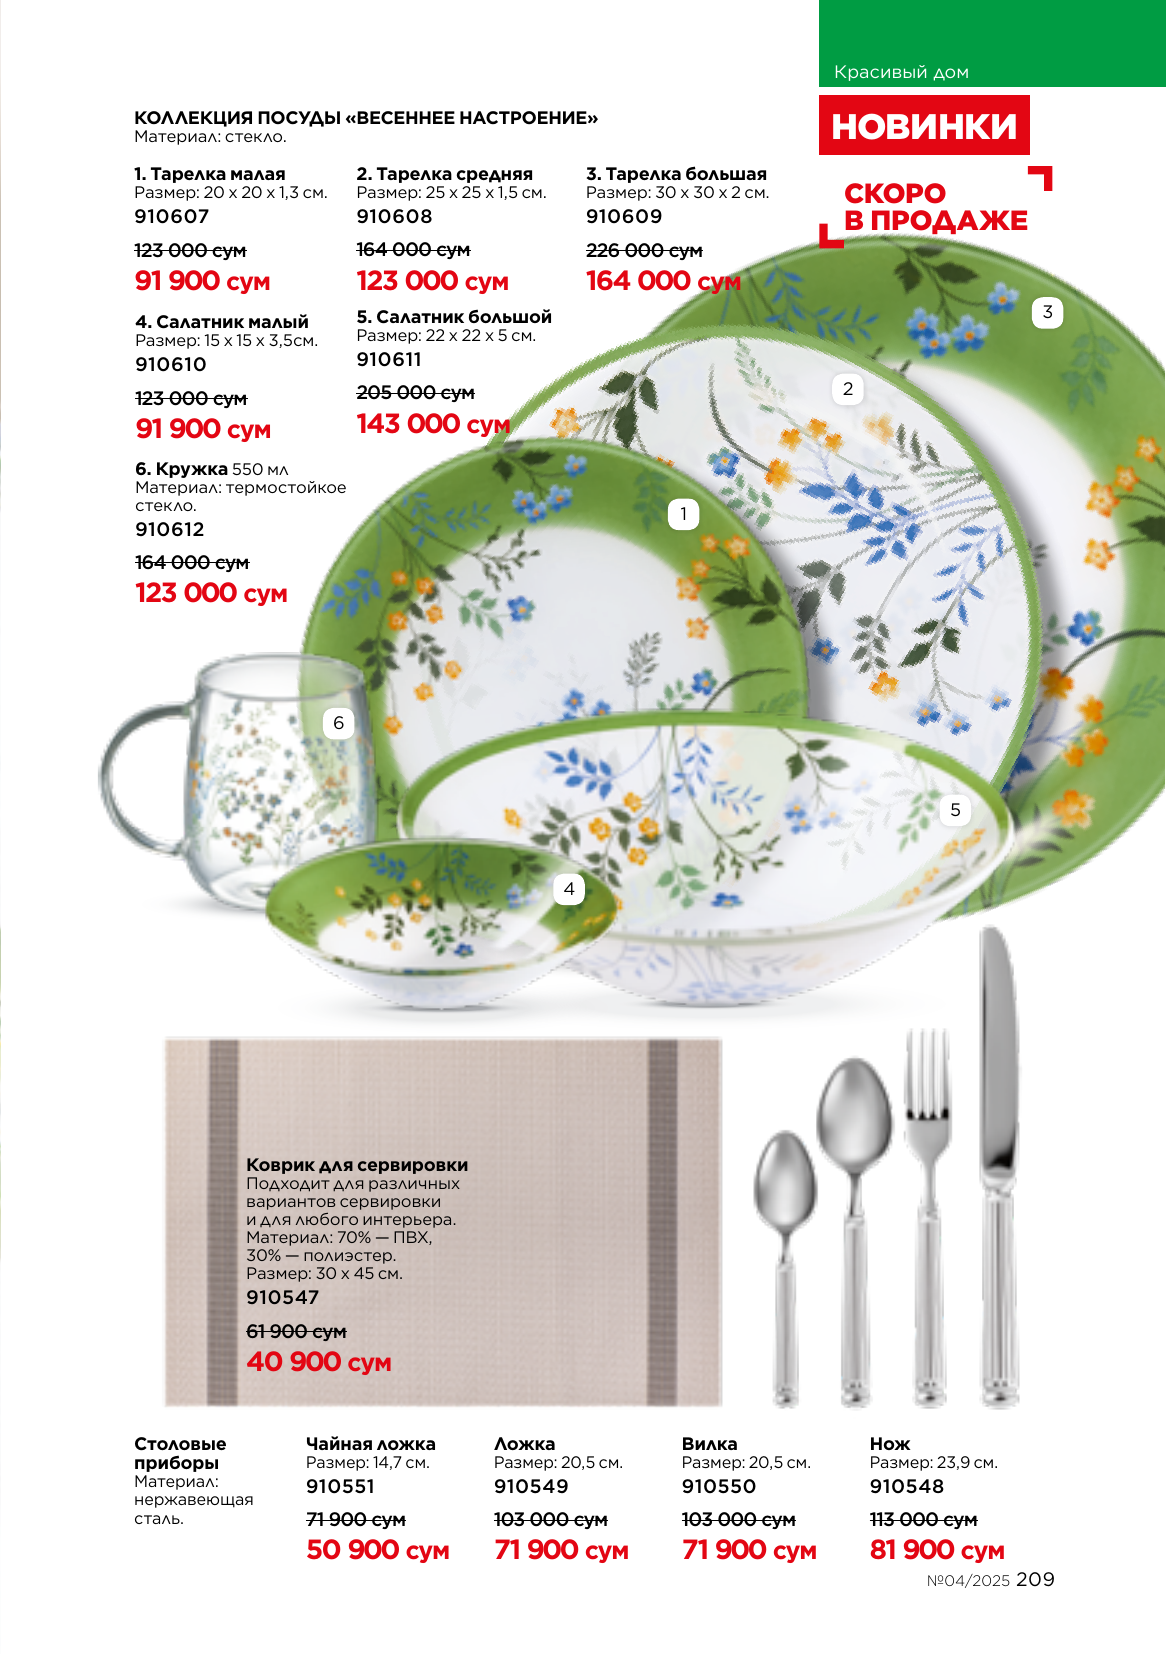 Красивый дом
НОВИНКИ
СКОРО
В ПРОДАЖЕ
КОЛЛЕКЦИЯ ПОСУДЫ «ВЕСЕННЕЕ НАСТРОЕНИЕ»
Материал: стекло.
1. Тарелка малая
Размер: 20 х 20 х 1,3 см.
910607
123 000 сум
91 900 сум
2. Тарелка средняя
Размер: 25 х 25 х 1,5 см.
910608
164 000 сум
123 000 сум
3. Тарелка большая
Размер: 30 х 30 х 2 см.
910609
226 000 сум
164 000 сум
4. Салатник малый
Размер: 15 х 15 х 3,5см.
910610
123 000 сум
91 900 сум
5. Салатник большой
Размер: 22 х 22 х 5 см.
910611
205 000 сум
143 000 сум
6. Кружка 550 мл
Материал: термостойкое
стекло.
910612
164 000 сум
123 000 сум
3
2
1
6
5
4
Коврик для сервировки
Подходит для различных
вариантов сервировки
и для любого интерьера.
Материал: 70% — ПВХ,
30% — полиэстер.
Размер: 30 х 45 см.
910547
61 900 сум
40 900 сум
Столовые
приборы
Материал:
нержавеющая
сталь.
Чайная ложка
Размер: 14,7 см.
910551
71 900 сум
50 900 сум
Ложка
Размер: 20,5 см.
910549
103 000 сум
71 900 сум
Вилка
Размер: 20,5 см.
910550
103 000 сум
71 900 сум
Нож
Размер: 23,9 см.
910548
113 000 сум
81 900 сум
№04/2025 209